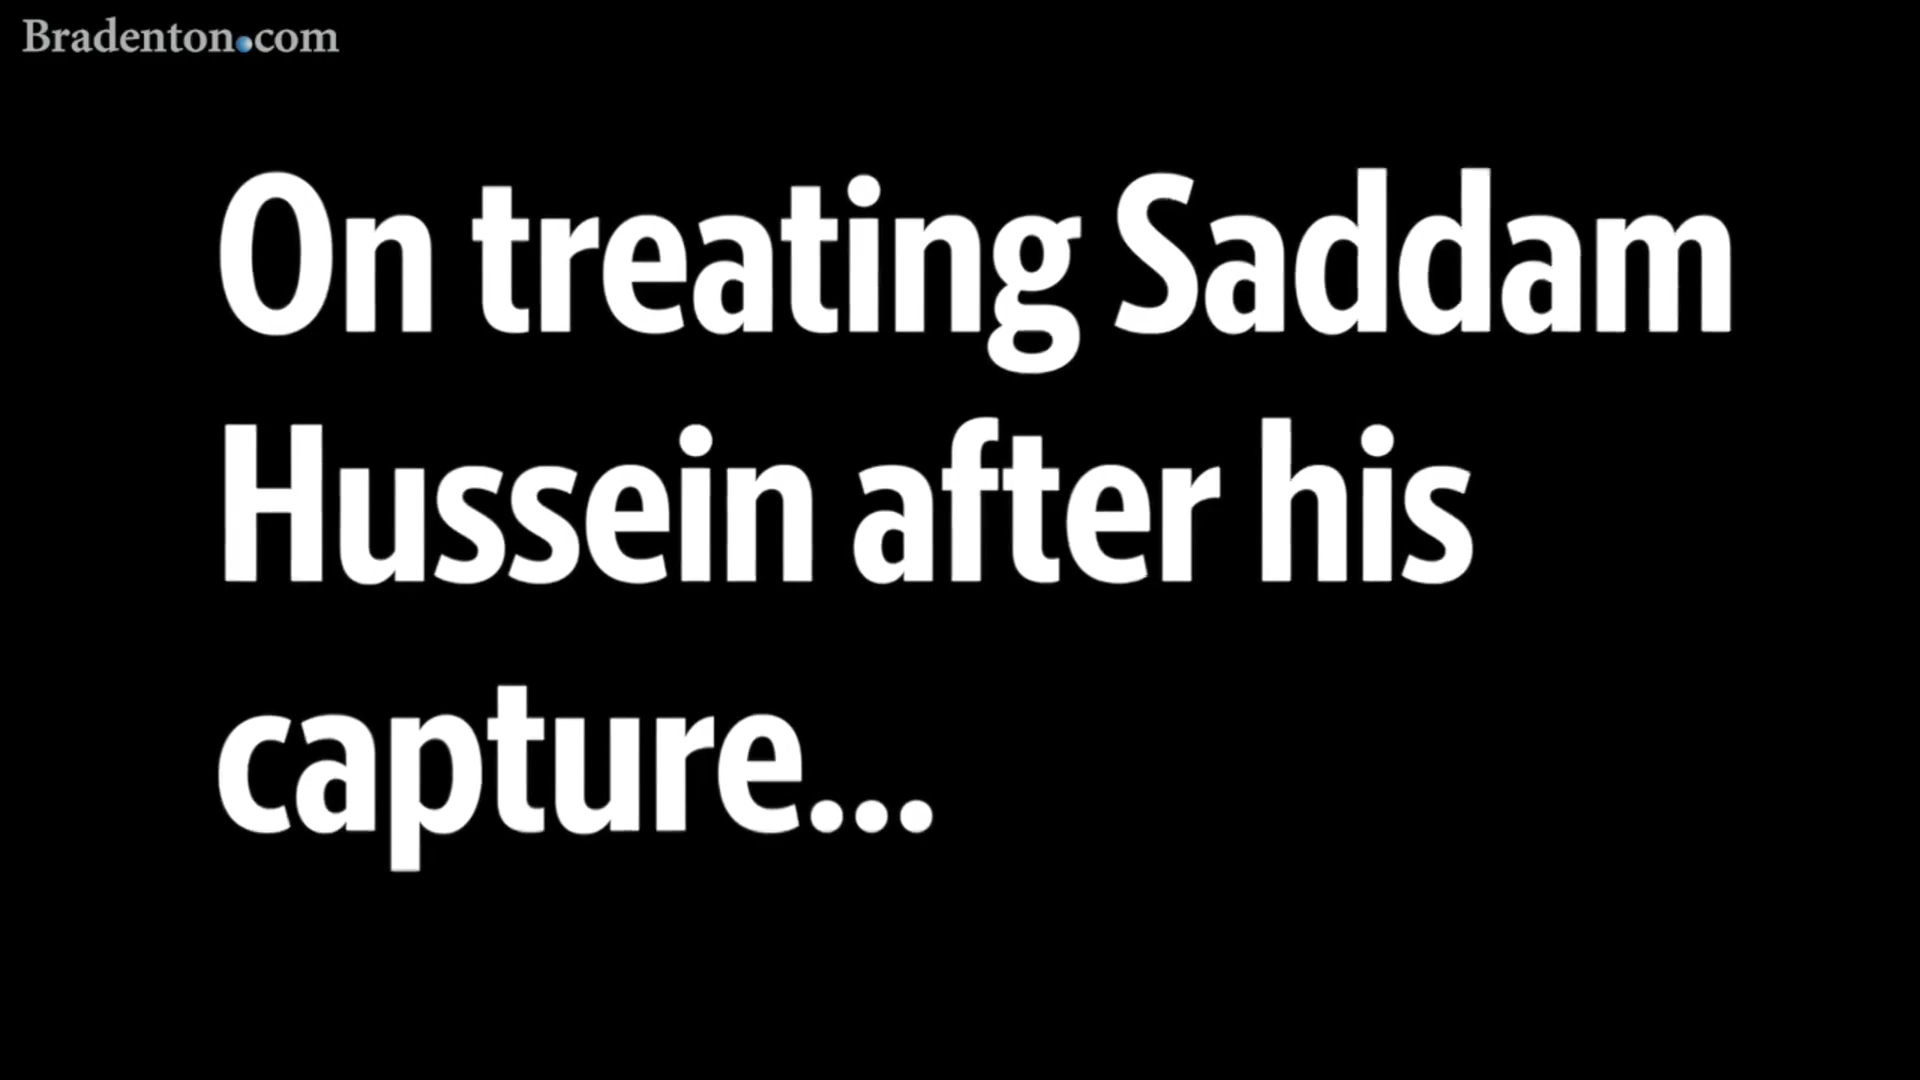 Bradenton.com
On treating Saddam
Hussein after his
capture...